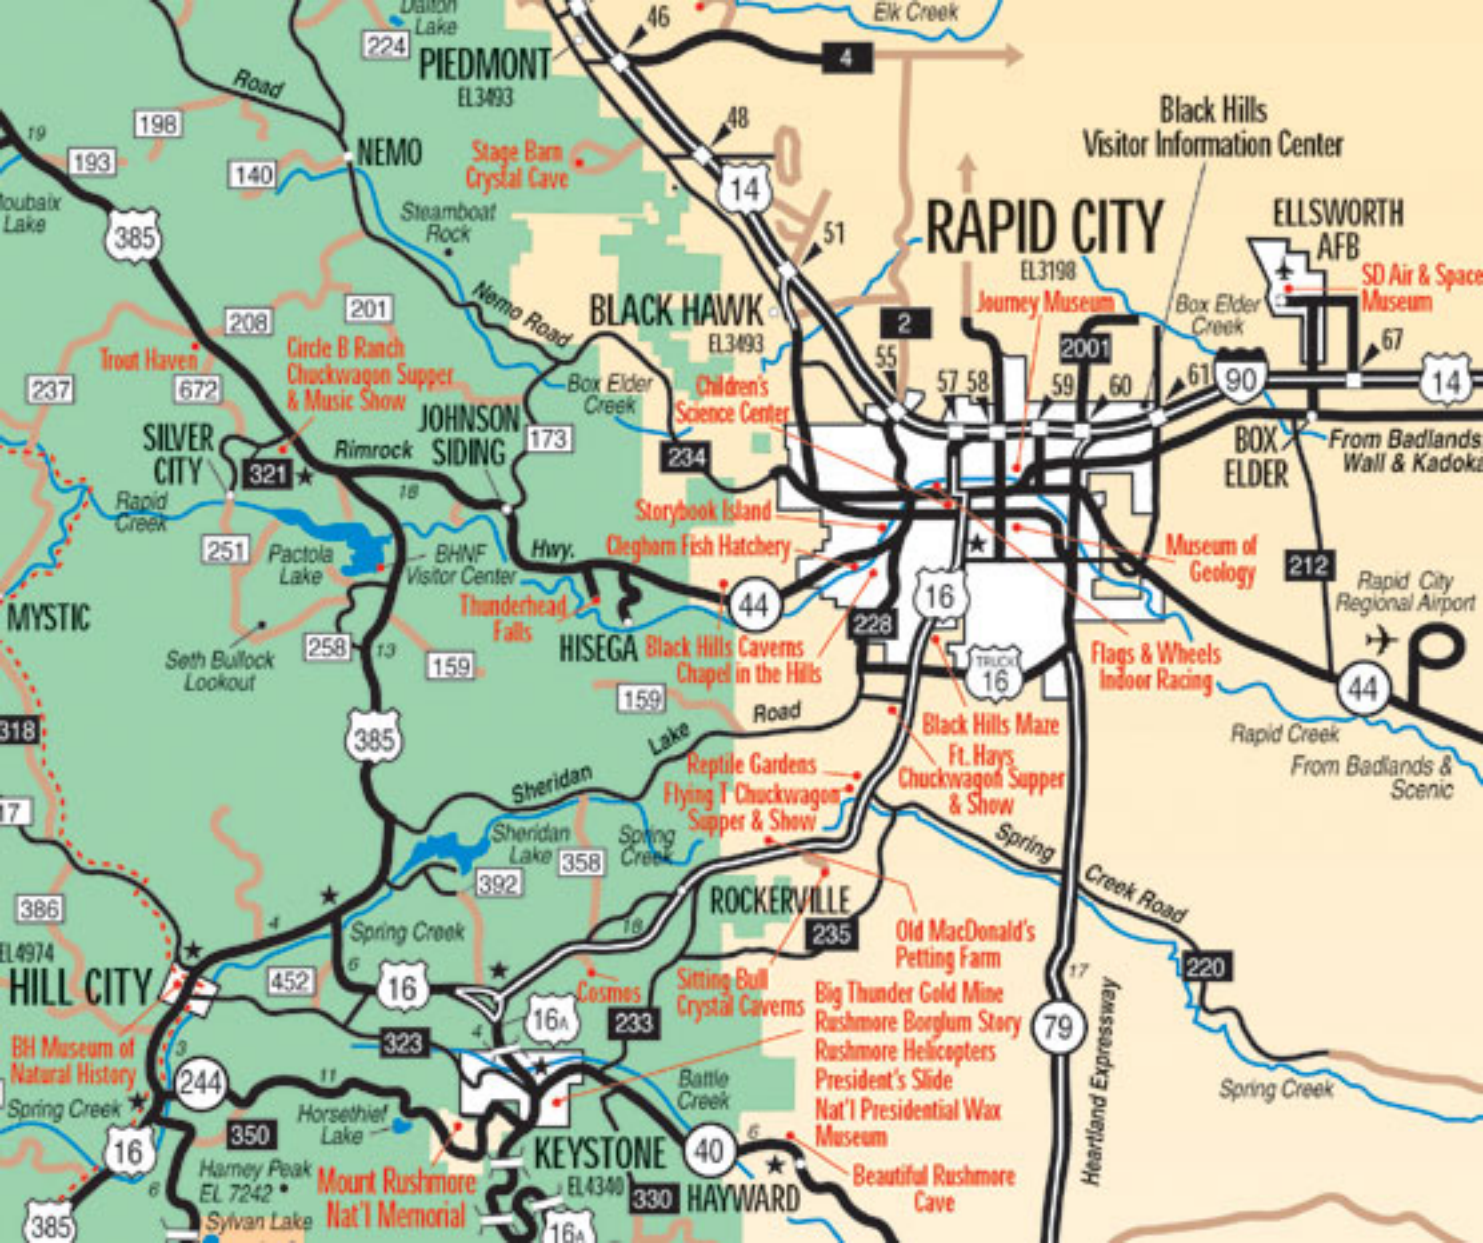 Dalton
Lake
224
PIEDMONT
EL3493
46
Elk Creek
4
Road
198
19
193
140
NEMO
Stage Barn
Crystal Cave
48
14
Black Hills
Visitor Information Center
Lake
385
Steamboat
Rock
51
RAPID CITY
EL3198
ELLSWORTH
AFB
SD Air & Space
Museum
208
201
Nemo Road
BLACK HAWK
EL3493
2
Journey Museum
2001
Box Elder
Creek
67
Trout Haven
Circle B Ranch
Chuckwagon Supper
& Music Show
237
672
Box Elder
Creek
Children's
Science Center
55
57
58
59
60
61
90
14
SILVER
CITY
321
Rimrock
JOHNSON
SIDING
173
234
BOX
ELDER
From Badlands
Wall & Kadoka
18
Rapid
Creek
251
Pactola
Lake
BHNF
Visitor Center
Hwy.
Storybook Island
Cleghorn Fish Hatchery
Museum of
Geology
212
Rapid City
Regional Airport
MYSTIC
Thunderhead
Falls
HISEGA
44
Black Hills Caverns
Chapel in the Hills
16
228
258
13
159
Seth Bullock
Lookout
TRUCK
16
Flags & Wheels
Indoor Racing
44
318
385
159
Lake
Road
Black Hills Maze
Ft. Hays
Chuckwagon Supper
& Show
Rapid Creek
From Badlands &
Scenic
Sheridan
Reptile Gardens
Flying T Chuckwagon
Supper & Show
17
Sheridan
Lake
358
Spring
Creek
392
Spring
Creek Road
386
EL4974
HILL CITY
4
Spring Creek
6
452
16
18
ROCKERVILLE
235
Old MacDonald's
Petting Farm
220
Cosmos
Sitting Bull
Crystal Caverns
17
79
Heartland Expressway
BH Museum of
Natural History
3
323
4
16A
233
Big Thunder Gold Mine
Rushmore Borglum Story
Rushmore Helicopters
President's Slide
Nat'l Presidential Wax
Museum
244
11
Spring Creek
350
Horsethief
Lake
Battle
Creek
Spring Creek
16
6
Harney Peak
EL 7242
Sylvan Lake
Mount Rushmore
Nat'l Memorial
KEYSTONE
EL4340
330
40
6
HAYWARD
Beautiful Rushmore
Cave
385
16A